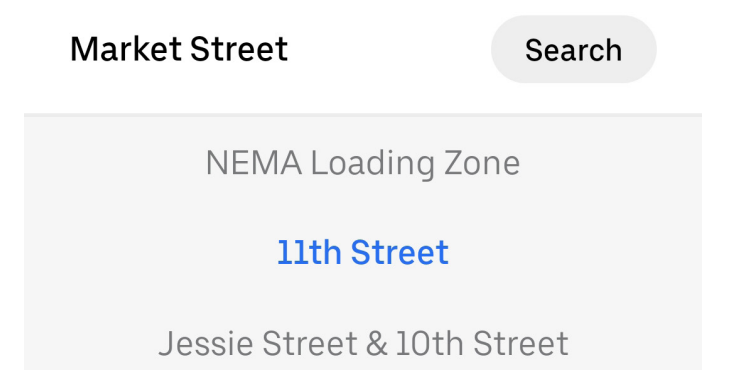 Market Street
Search
NEMA Loading Zone
11th Street
Jessie Street & 10th Street